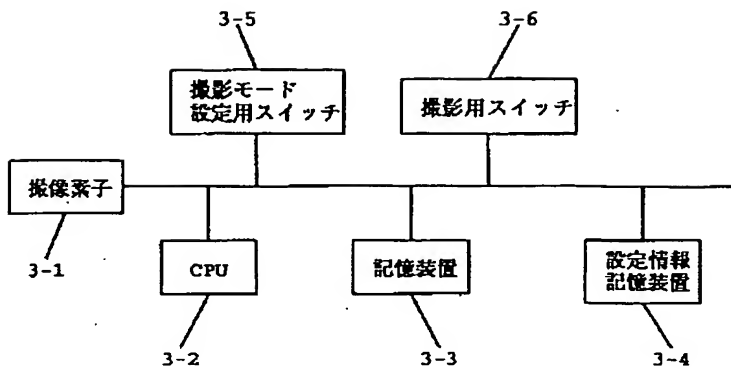 3-5
3-6
撮影モード
設定用スイッチ
撮影用スイッチ
撮像素子
3-1
CPU
記憶装置
設定情報
記憶装置
3-2
3-3
3-4